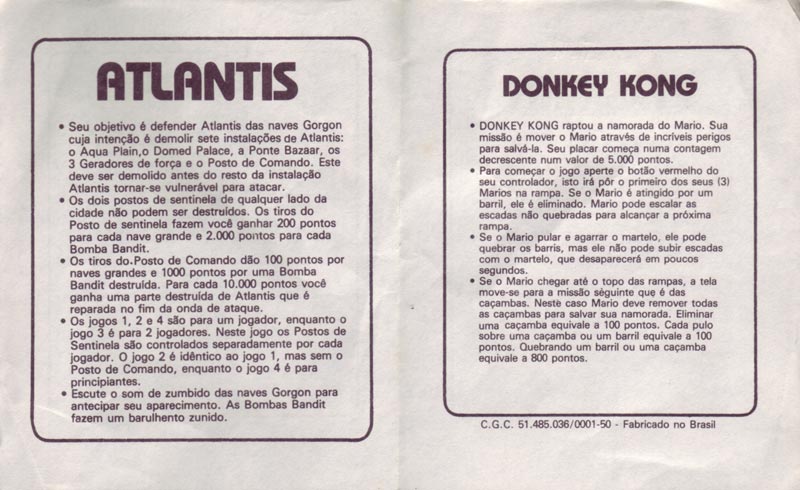 ATLANTIS
• Seu objetivo é defender Atlantis das naves Gorgon
cuja intenção é demolir sete instalações de Atlantis:
o Aqua Plain,o Domed Palace, a Ponte Bazaar, os
3 Geradores de força e o Posto de Comando. Este
deve ser demolido antes do resto da instalação
Atlantis tornar-se vulnerável para atacar.
• Os dois postos de sentinela de qualquer lado da
cidade não podem ser destruídos. Os tiros do
Posto de sentinela fazem você ganhar 200 pontos
para cada nave grande e 2.000 pontos para cada
Bomba Bandit.
• Os tiros do Posto de Comando dão 100 pontos por
naves grandes e 1000 pontos por uma Bomba
Bandit destruída. Para cada 10.000 pontos você
ganha uma parte destruída de Atlantis que é
reparada no fim da onda de ataque.
• Os jogos 1, 2 e 4 são para um jogador, enquanto o
jogo 3 é para 2 jogadores. Neste jogo os Postos de
Sentinela são controlados separadamente por cada
jogador. O jogo 2 é idêntico ao jogo 1, mas sem o
Posto de Comando, enquanto o jogo 4 é para
principiantes.
• Escute o som de zumbido das naves Gorgon para
antecipar seu aparecimento. As Bombas Bandit
fazem um barulhento zunido.
DONKEY KONG
• DONKEY KONG raptou a namorada do Mario. Sua
missão é mover o Mario através de incríveis perigos
para salvá-la. Seu placar começa numa contagem
decrescente num valor de 5.000 pontos.
• Para começar o jogo aperte o botão vermelho do
seu controlador, isto irá pôr o primeiro dos seus (3)
Marios na rampa. Se o Mario é atingido por um
barril, ele é eliminado. Mario pode escalar as
escadas não quebradas para alcançar a próxima
rampa.
• Se o Mario pular e agarrar o martelo, ele pode
quebrar os barris, mas ele não pode subir escadas
com o martelo, que desaparecerá em poucos
segundos.
• Se o Mario chegar até o topo das rampas, a tela
move-se para a missão séguinte que é das
caçambas. Neste caso Mario deve remover todas
as caçambas para salvar sua namorada. Eliminar
uma caçamba equivale a 100 pontos. Cada pulo
sobre uma caçamba ou um barril equivale a 100
pontos. Quebrando um barril ou uma caçamba
equivale a 800 pontos.
C.G.C. 51.485.036/0001-50 - Fabricado no Brasil